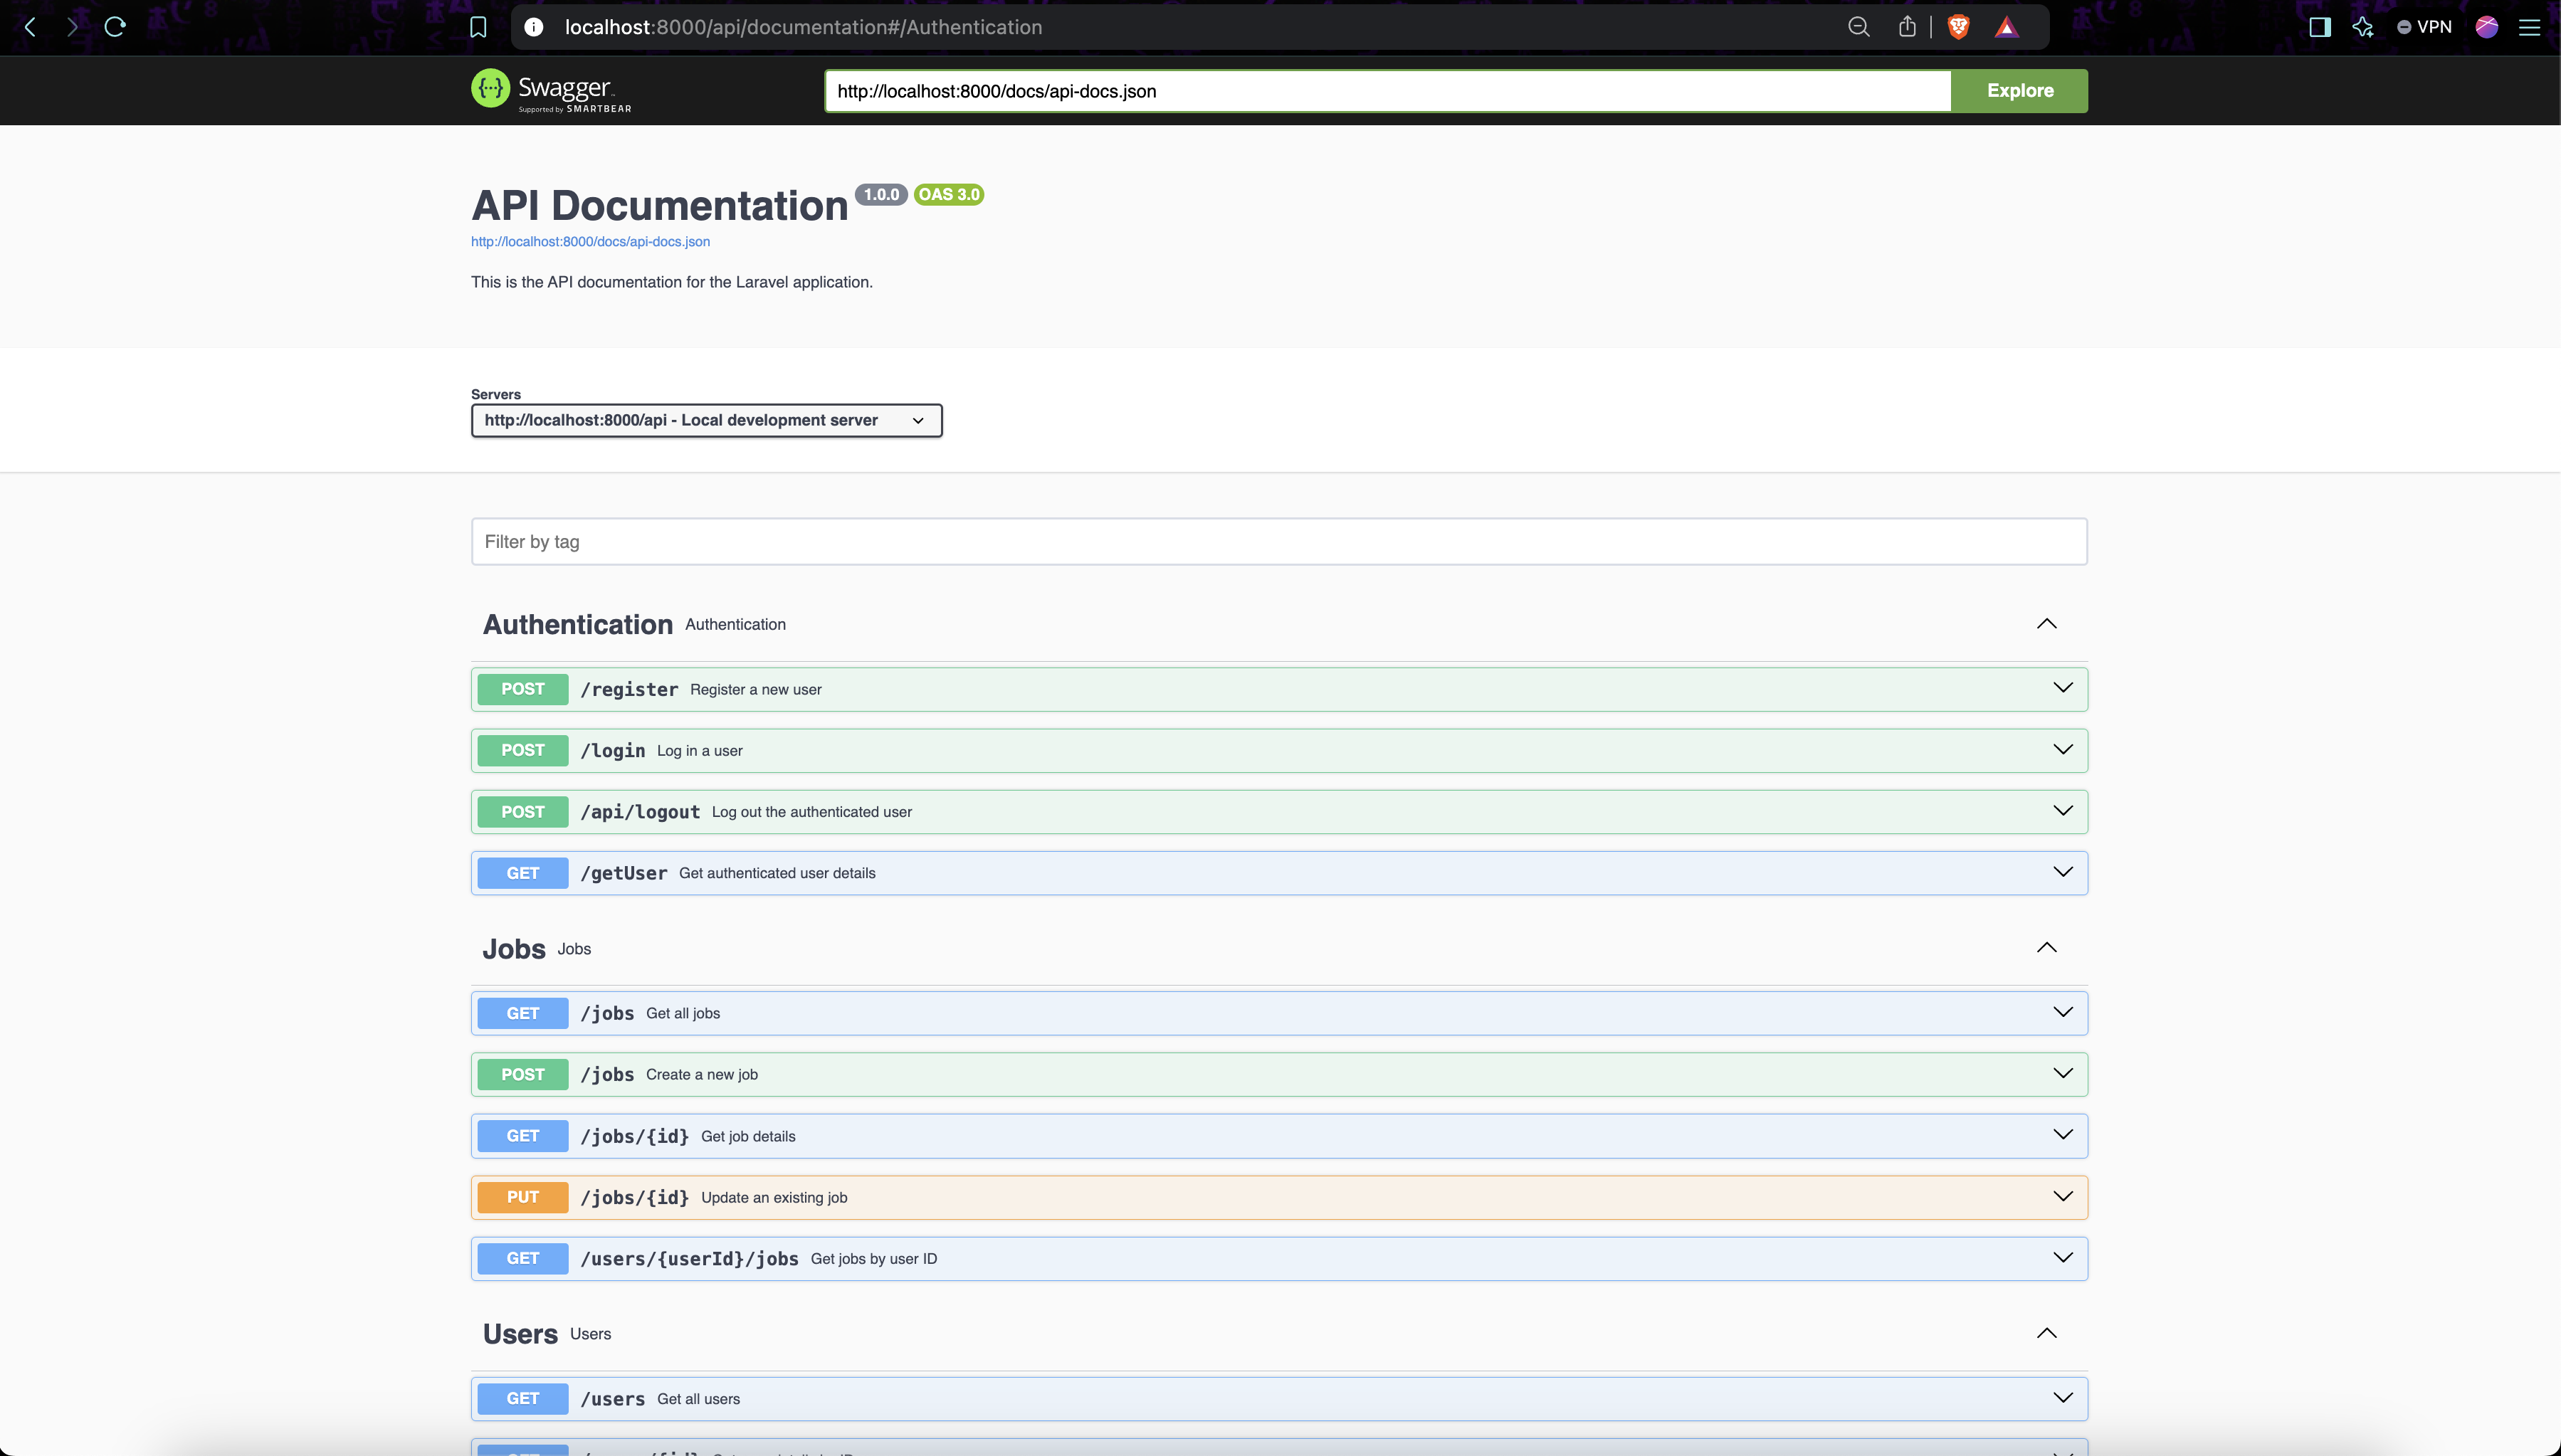 localhost:8000/api/documentation#/Authentication
VPN
Swagger
Supported by SMARTBEAR
http://localhost:8000/docs/api-docs.json
Explore
API Documentation 1.0.0 OAS 3.0
http://localhost:8000/docs/api-docs.json
This is the API documentation for the Laravel application.
Servers
http://localhost:8000/api - Local development server
Filter by tag
Authentication Authentication
POST /register Register a new user
POST /login Log in a user
POST /api/logout Log out the authenticated user
GET /getUser Get authenticated user details
Jobs Jobs
GET /jobs Get all jobs
POST /jobs Create a new job
GET /jobs/{id} Get job details
PUT /jobs/{id} Update an existing job
GET /users/{userId}/jobs Get jobs by user ID
Users Users
GET /users Get all users